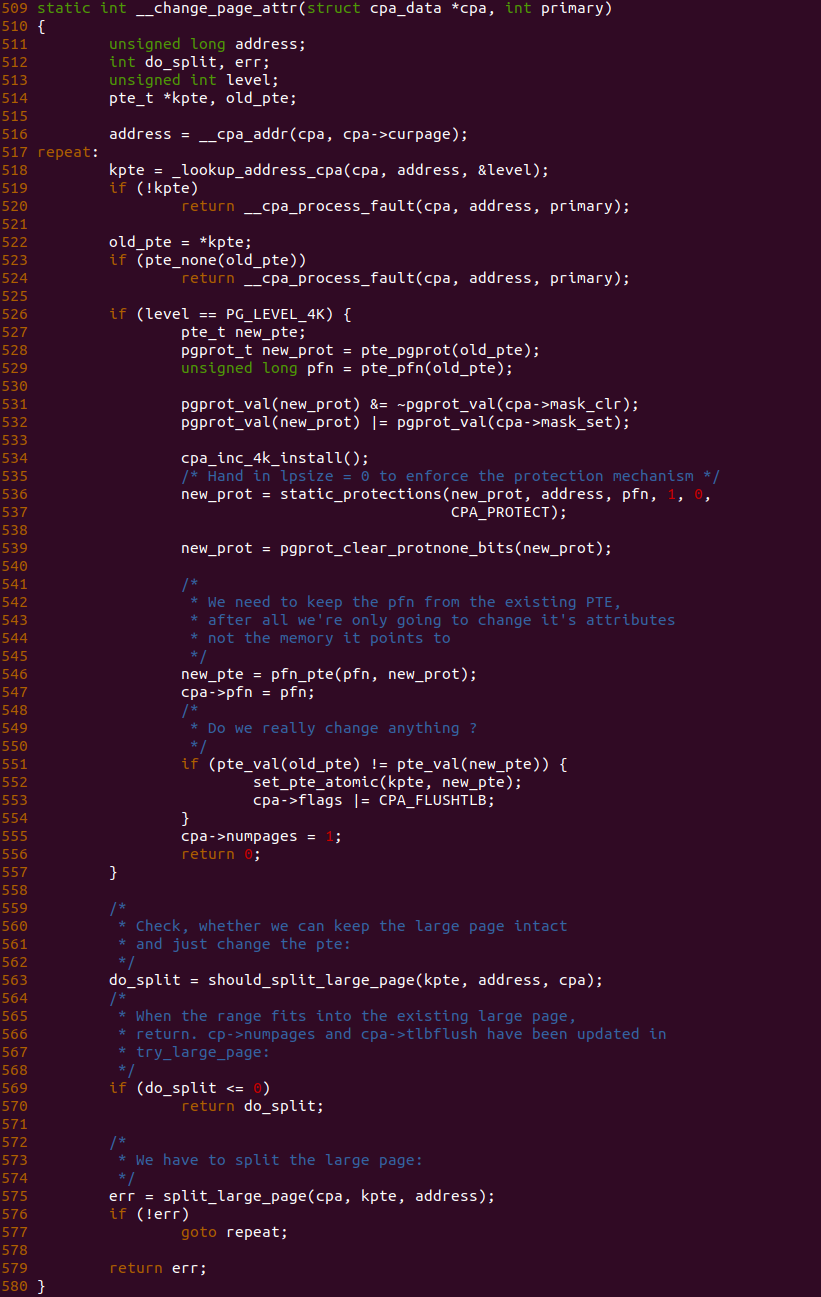 509 static int __change_page_attr(struct cpa_data *cpa, int primary)
510 {
511         unsigned long address;
512         int do_split, err;
513         unsigned int level;
514         pte_t *kpte, old_pte;
515
516         address = __cpa_addr(cpa, cpa->curpage);
517 repeat:
518         kpte = _lookup_address_cpa(cpa, address, &level);
519         if (!kpte)
520                 return __cpa_process_fault(cpa, address, primary);
521
522         old_pte = *kpte;
523         if (pte_none(old_pte))
524                 return __cpa_process_fault(cpa, address, primary);
525
526         if (level == PG_LEVEL_4K) {
527                 pte_t new_pte;
528                 pgprot_t new_prot = pte_pgprot(old_pte);
529                 unsigned long pfn = pte_pfn(old_pte);
530
531                 pgprot_val(new_prot) &= ~pgprot_val(cpa->mask_clr);
532                 pgprot_val(new_prot) |= pgprot_val(cpa->mask_set);
533
534                 cpa_inc_4k_install();
535                 /* Hand in lpsize = 0 to enforce the protection mechanism */
536                 new_prot = static_protections(new_prot, address, pfn, 1, 0,
537                                               CPA_PROTECT);
538
539                 new_prot = pgprot_clear_protnone_bits(new_prot);
540
541                 /*
542                  * We need to keep the pfn from the existing PTE,
543                  * after all we're only going to change it's attributes
544                  * not the memory it points to
545                  */
546                 new_pte = pfn_pte(pfn, new_prot);
547                 cpa->pfn = pfn;
548                 /*
549                  * Do we really change anything ?
550                  */
551                 if (pte_val(old_pte) != pte_val(new_pte)) {
552                         set_pte_atomic(kpte, new_pte);
553                         cpa->flags |= CPA_FLUSHTLB;
554                 }
555                 cpa->numpages = 1;
556                 return 0;
557         }
558
559         /*
560          * Check, whether we can keep the large page intact
561          * and just change the pte:
562          */
563         do_split = should_split_large_page(kpte, address, cpa);
564         /*
565          * When the range fits into the existing large page,
566          * return. cp->numpages and cpa->tlbflush have been updated in
567          * try_large_page:
568          */
569         if (do_split <= 0)
570                 return do_split;
571
572         /*
573          * We have to split the large page:
574          */
575         err = split_large_page(cpa, kpte, address);
576         if (!err)
577                 goto repeat;
578
579         return err;
580 }